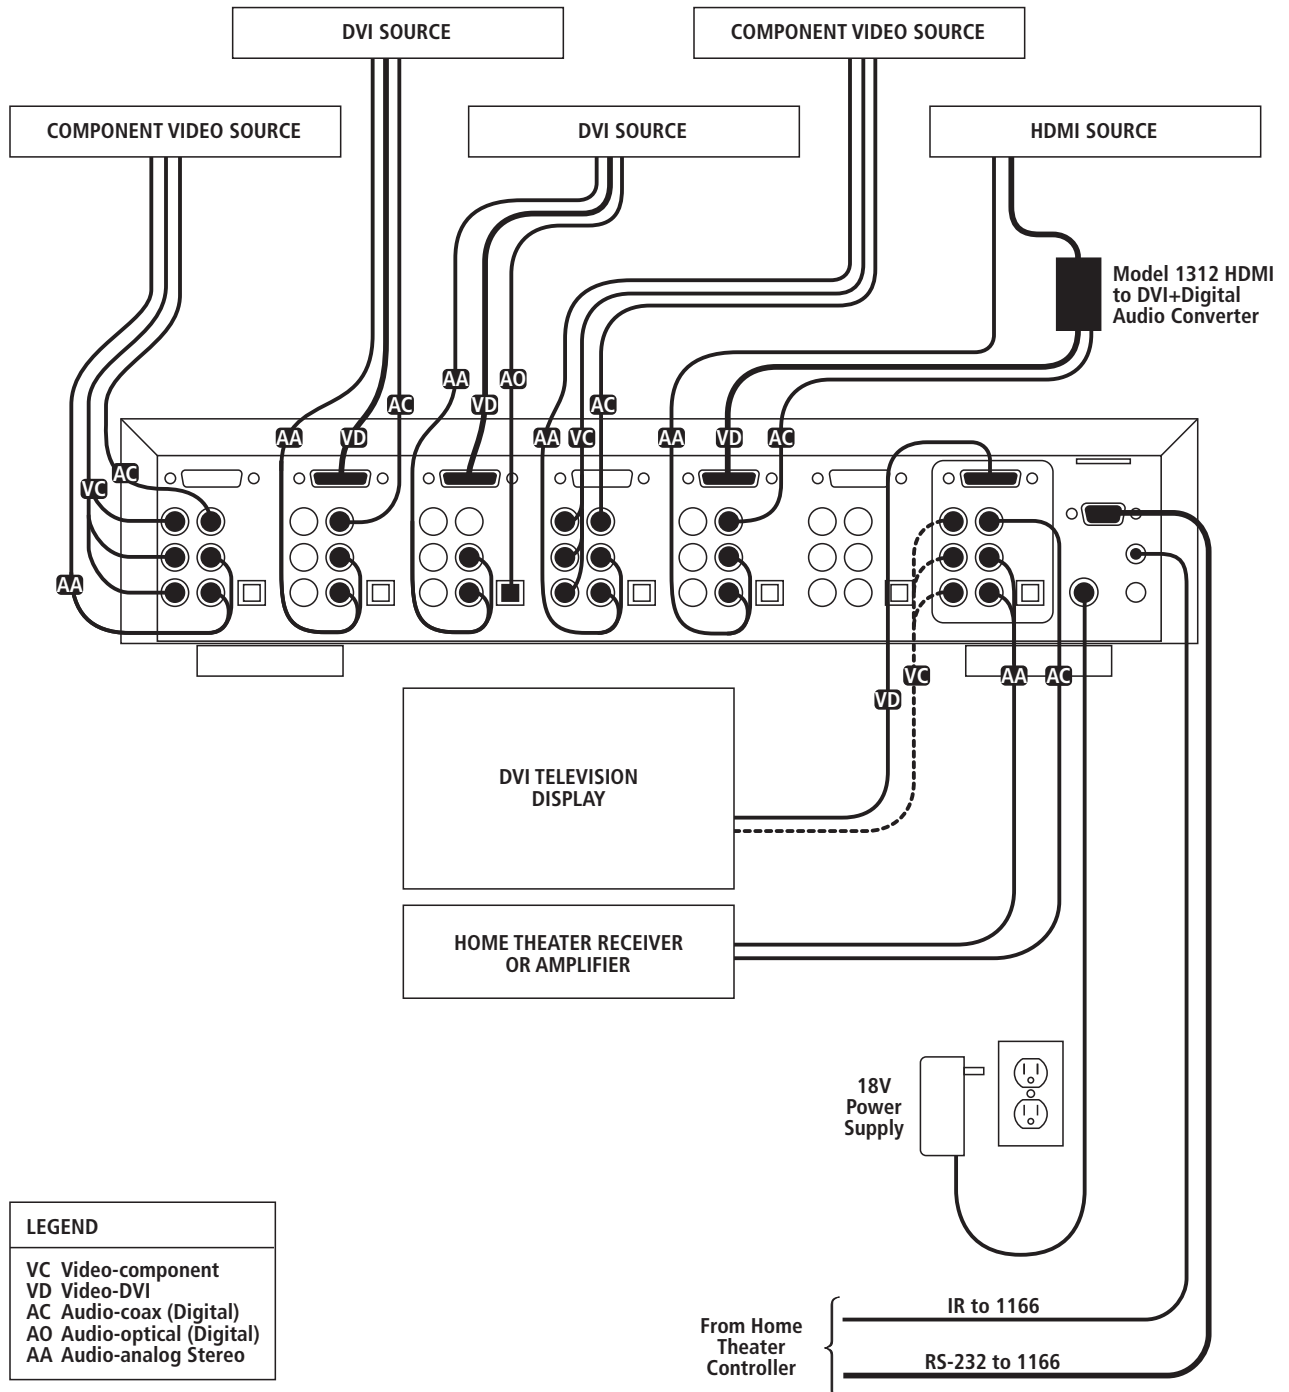 DVI SOURCE
COMPONENT VIDEO SOURCE
COMPONENT VIDEO SOURCE
DVI SOURCE
HDMI SOURCE
Model 1312 HDMI
to DVI+Digital
Audio Converter
AA
AO
VD
AC
AC
AA
VD
AA
VC
AA
VD
AC
AC
VC
AA
VC
AA
AC
VD
DVI TELEVISION
DISPLAY
HOME THEATER RECEIVER
OR AMPLIFIER
18V
Power
Supply
LEGEND
VC Video-component
VD Video-DVI
AC Audio-coax (Digital)
AO Audio-optical (Digital)
AA Audio-analog Stereo
From Home
Theater
Controller
IR to 1166
RS-232 to 1166